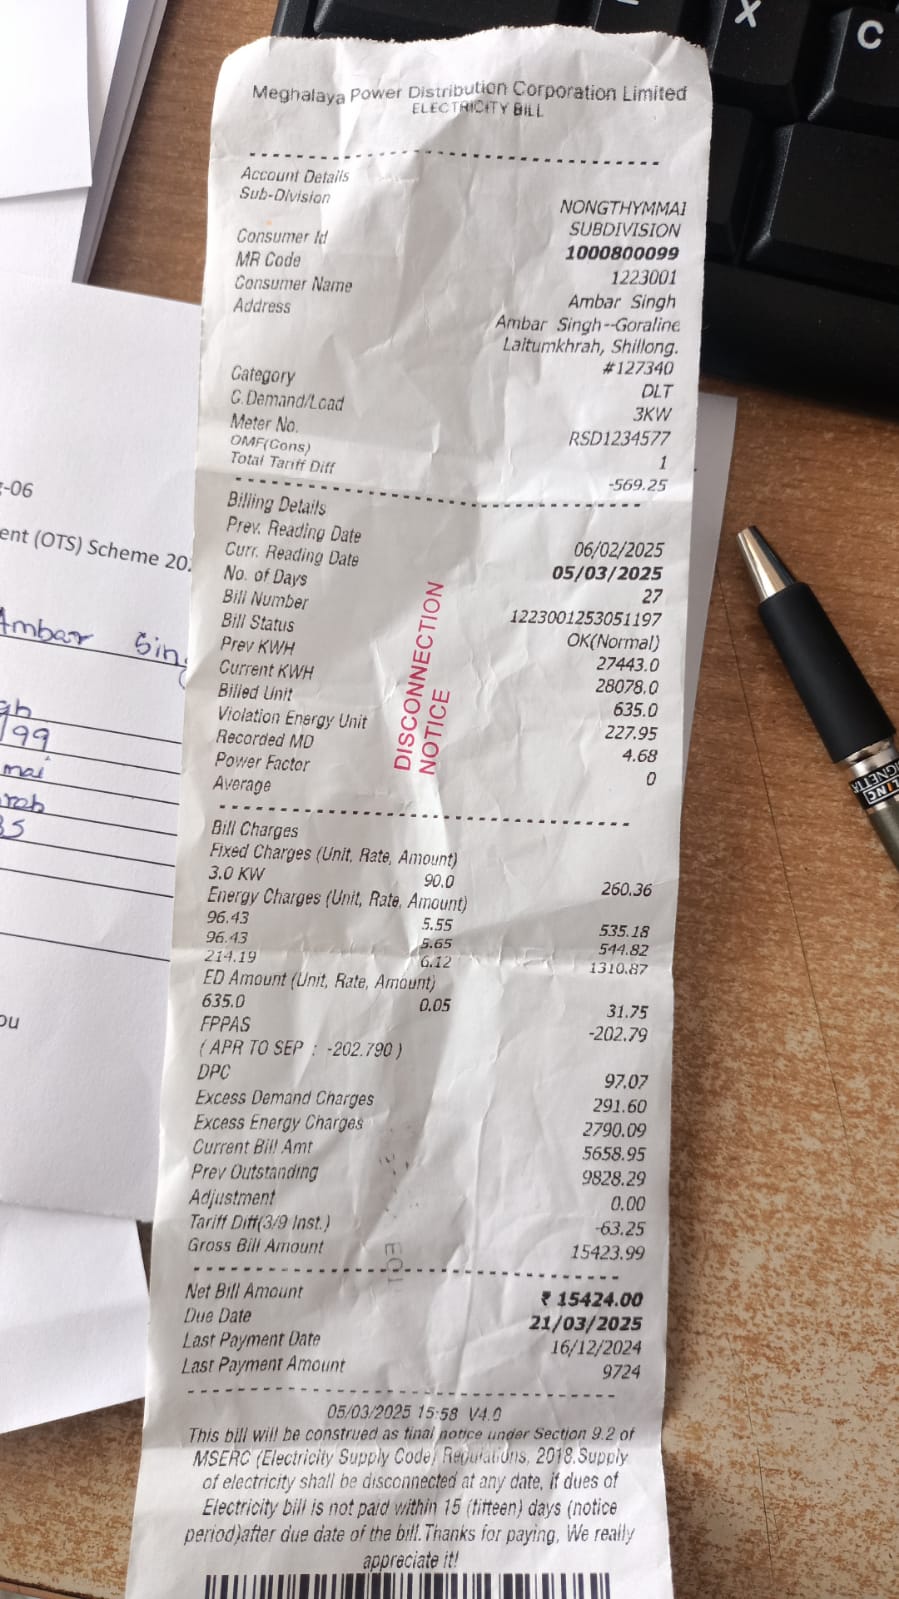 Meghalaya Power Distribution Corporation Limited
ELECTRICITY BILL
Account Details
Sub-Division NONGTHYMMAI
SUBDIVISION
Consumer Id 1000800099
MR Code 1223001
Consumer Name Ambar Singh
Address Ambar Singh--Goraline
Laitumkhrah, Shillong.
#127340
Category DLT
C.Demand/Load 3KW
Meter No. RSD1234577
OMF(Cons) 1
Total Tariff Diff -569.25
Billing Details
Prev. Reading Date 06/02/2025
Curr. Reading Date 05/03/2025
No. of Days 27
Bill Number 1223001253051197
Bill Status OK(Normal)
Prev KWH 27443.0
Current KWH 28078.0
Billed Unit 635.0
Violation Energy Unit 227.95
Recorded MD 4.68
Power Factor 0
Average
DISCONNECTION
NOTICE
Bill Charges
Fixed Charges (Unit, Rate, Amount)
3.0 KW 90.0 260.36
Energy Charges (Unit, Rate, Amount)
96.43 5.55 535.18
96.43 5.65 544.82
214.19 6.12 1310.87
ED Amount (Unit, Rate, Amount)
635.0 0.05 31.75
FPPAS -202.79
( APR TO SEP : -202.790 )
DPC 97.07
Excess Demand Charges 291.60
Excess Energy Charges 2790.09
Current Bill Amt 5658.95
Prev Outstanding 9828.29
Adjustment 0.00
Tariff Diff(3/9 Inst.) -63.25
Gross Bill Amount 15423.99
Net Bill Amount ₹ 15424.00
Due Date 21/03/2025
Last Payment Date 16/12/2024
Last Payment Amount 9724
05/03/2025 15:58 V4.0
This bill will be construed as final notice under Section 9.2 of
MSERC (Electricity Supply Code) Regulations, 2018.Supply
of electricity shall be disconnected at any date, if dues of
Electricity bill is not paid within 15 (fifteen) days (notice
period)after due date of the bill.Thanks for paying, We really
appreciate it!
-06
ent (OTS) Scheme 20
Ambar Sin
99
mai
35
ou
X
C
LINC